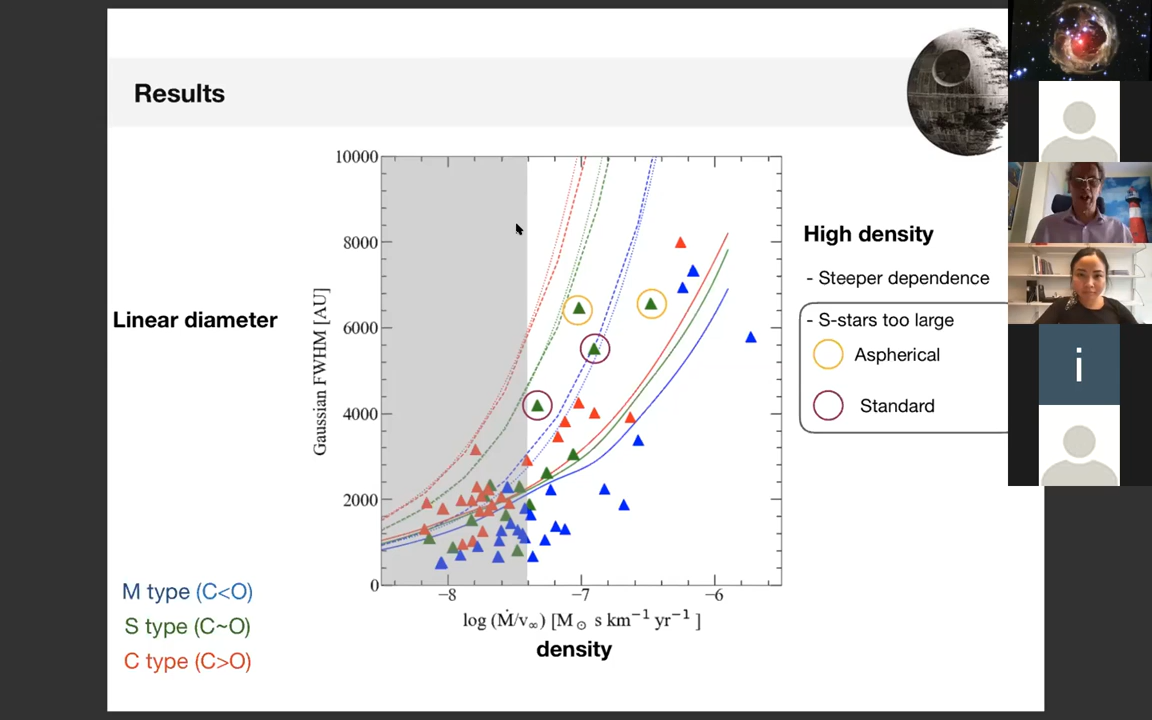 Results
Linear diameter
Gaussian FWHM [AU]
10000
8000
6000
4000
2000
0
−8
−7
−6
log (Ṁ/v∞) [M⊙ s km⁻¹ yr⁻¹ ]
density
M type (C<O)
S type (C~O)
C type (C>O)
High density
- Steeper dependence
- S-stars too large
Aspherical
Standard
i